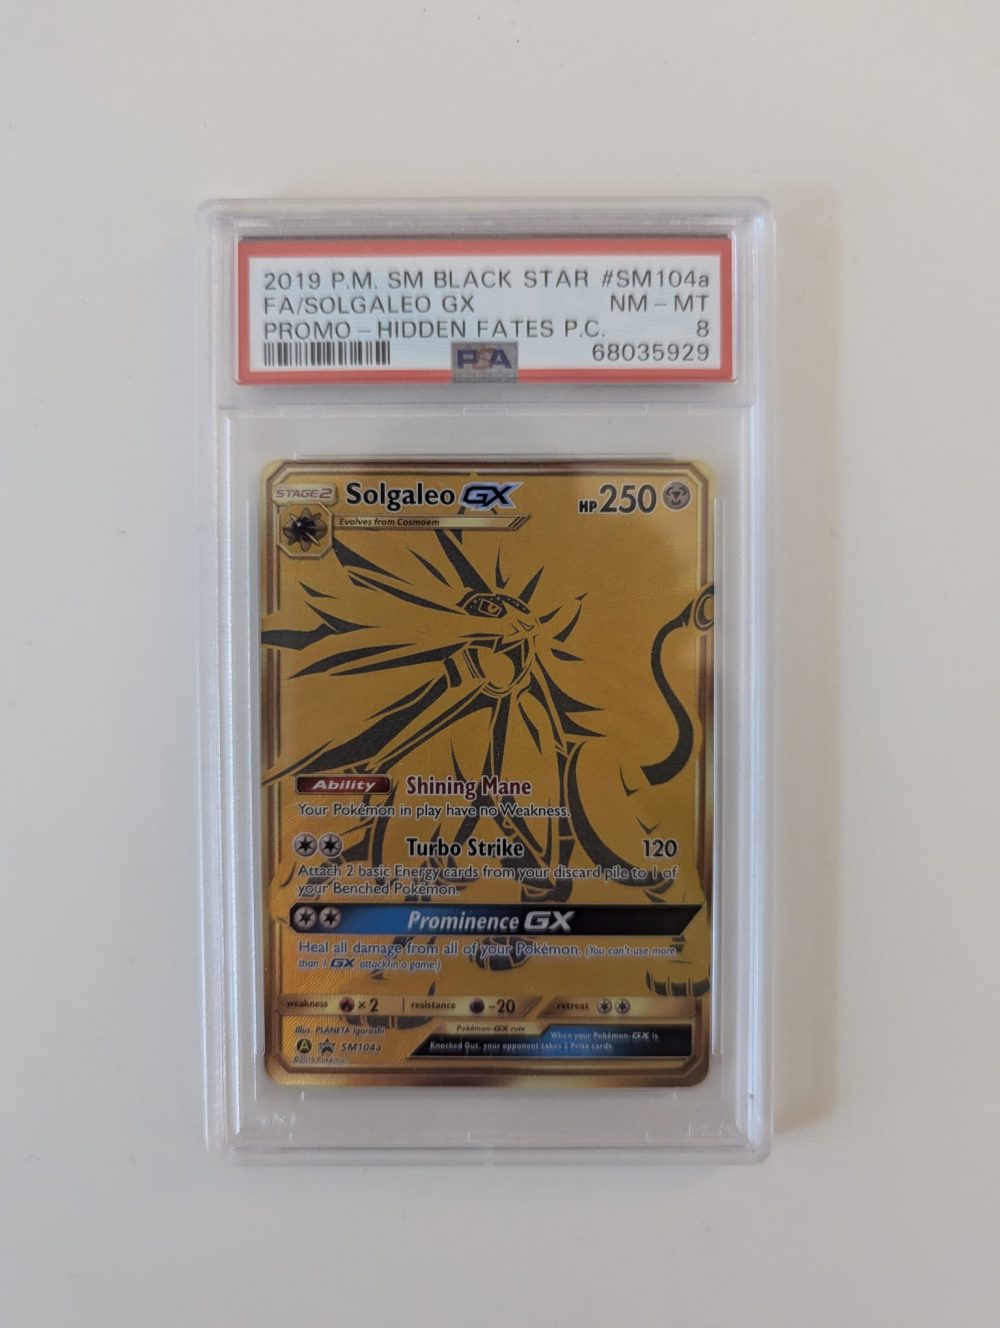 2019 P.M. SM BLACK STAR #SM104a
FA/SOLGALEO GX NM-MT
PROMO-HIDDEN FATES P.C. 8
PSA 68035929
STAGE2 Solgaleo GX HP250
Evolves from Cosmoem
Ability Shining Mane
Your Pokémon in play have no Weakness.
Turbo Strike 120
Attach 2 basic Energy cards from your discard pile to 1 of
your Benched Pokémon.
Prominence GX
Heal all damage from all of your Pokémon. (You can't use more
than 1 GX attack in a game.)
weakness ×2 resistance -20 retreat
Illus. PLANETA Igarashi Pokémon-GX rule When your Pokémon-GX is
A SM104a Knocked Out, your opponent takes 2 Prize cards.
©2019 Pokémon